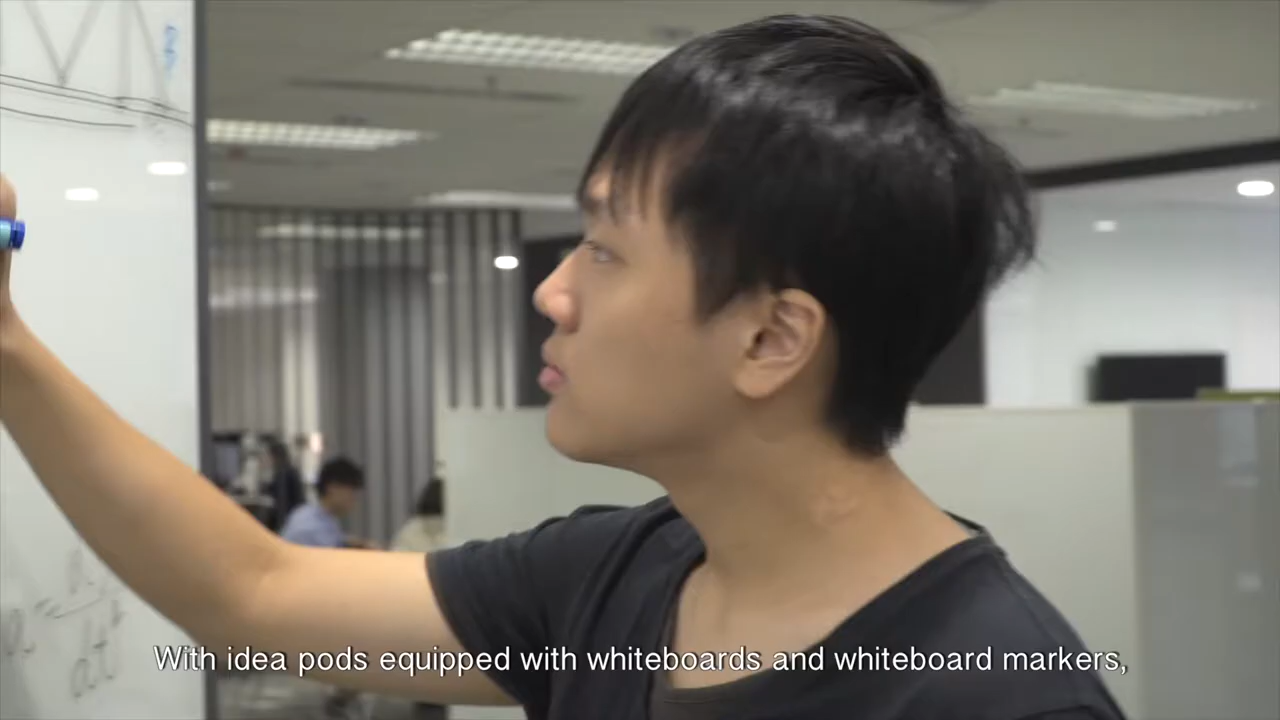 With idea pods equipped with whiteboards and whiteboard markers,